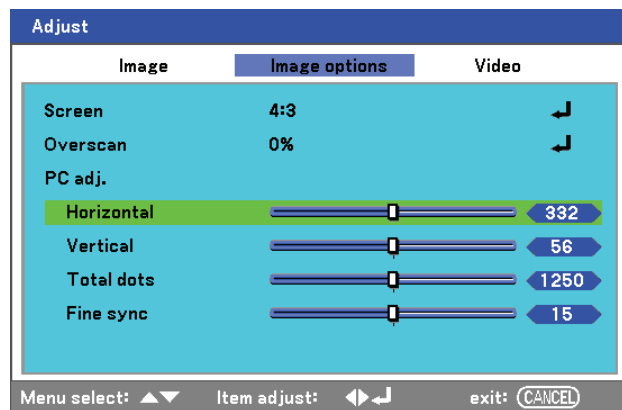 Adjust
Image Image options Video
Screen 4:3
Overscan 0%
PC adj.
Horizontal 332
Vertical 56
Total dots 1250
Fine sync 15
Menu select: ▲▼ Item adjust: ◀▶↵ exit: CANCEL